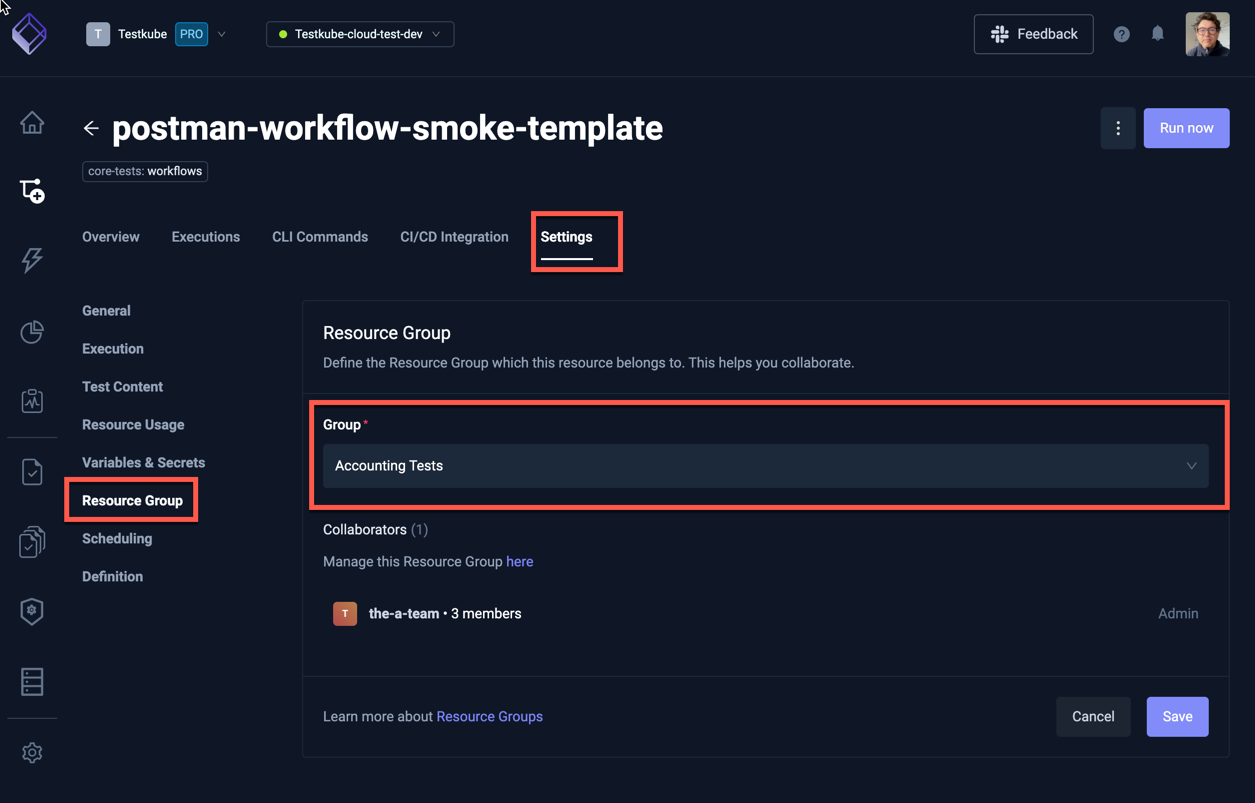 T Testkube PRO Testkube-cloud-test-dev Feedback ?
postman-workflow-smoke-template Run now
core-tests: workflows
Overview Executions CLI Commands CI/CD Integration Settings
General
Execution
Test Content
Resource Usage
Variables & Secrets
Resource Group
Scheduling
Definition
Resource Group
Define the Resource Group which this resource belongs to. This helps you collaborate.
Group *
Accounting Tests
Collaborators (1)
Manage this Resource Group here
T the-a-team • 3 members Admin
Learn more about Resource Groups Cancel Save